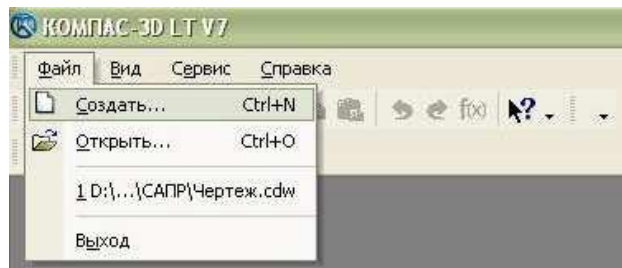 КОМПАС-3D LT V7
Файл Вид Сервис Справка
Создать... Ctrl+N
f(x) ?
Открыть... Ctrl+O
1 D:\...\САПР\Чертеж.cdw
Выход